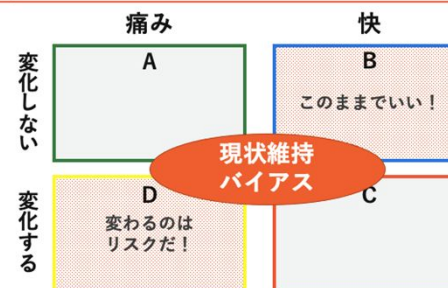 痛み
快
変化しない
A
B
このままでいい！
現状維持
バイアス
変化する
D
変わるのは
リスクだ！
C